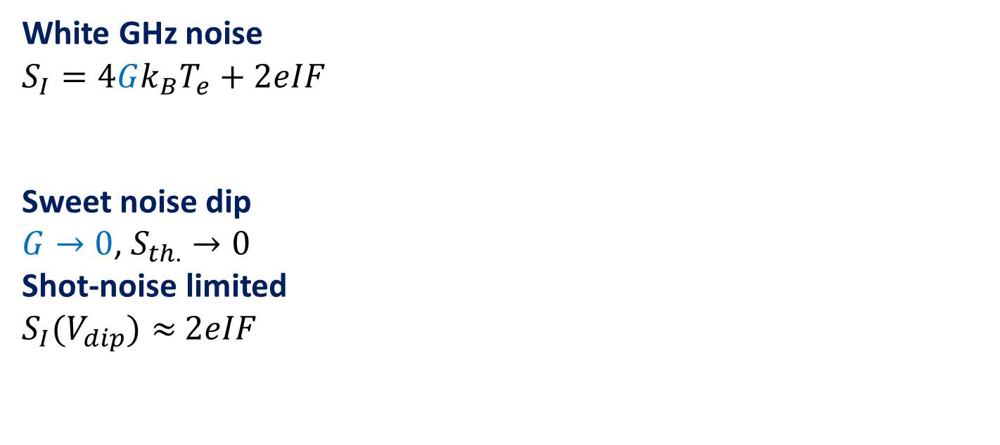 White GHz noise
S_I = 4Gk_BT_e + 2eIF
Sweet noise dip
G → 0, S_th. → 0
Shot-noise limited
S_I(V_dip) ≈ 2eIF